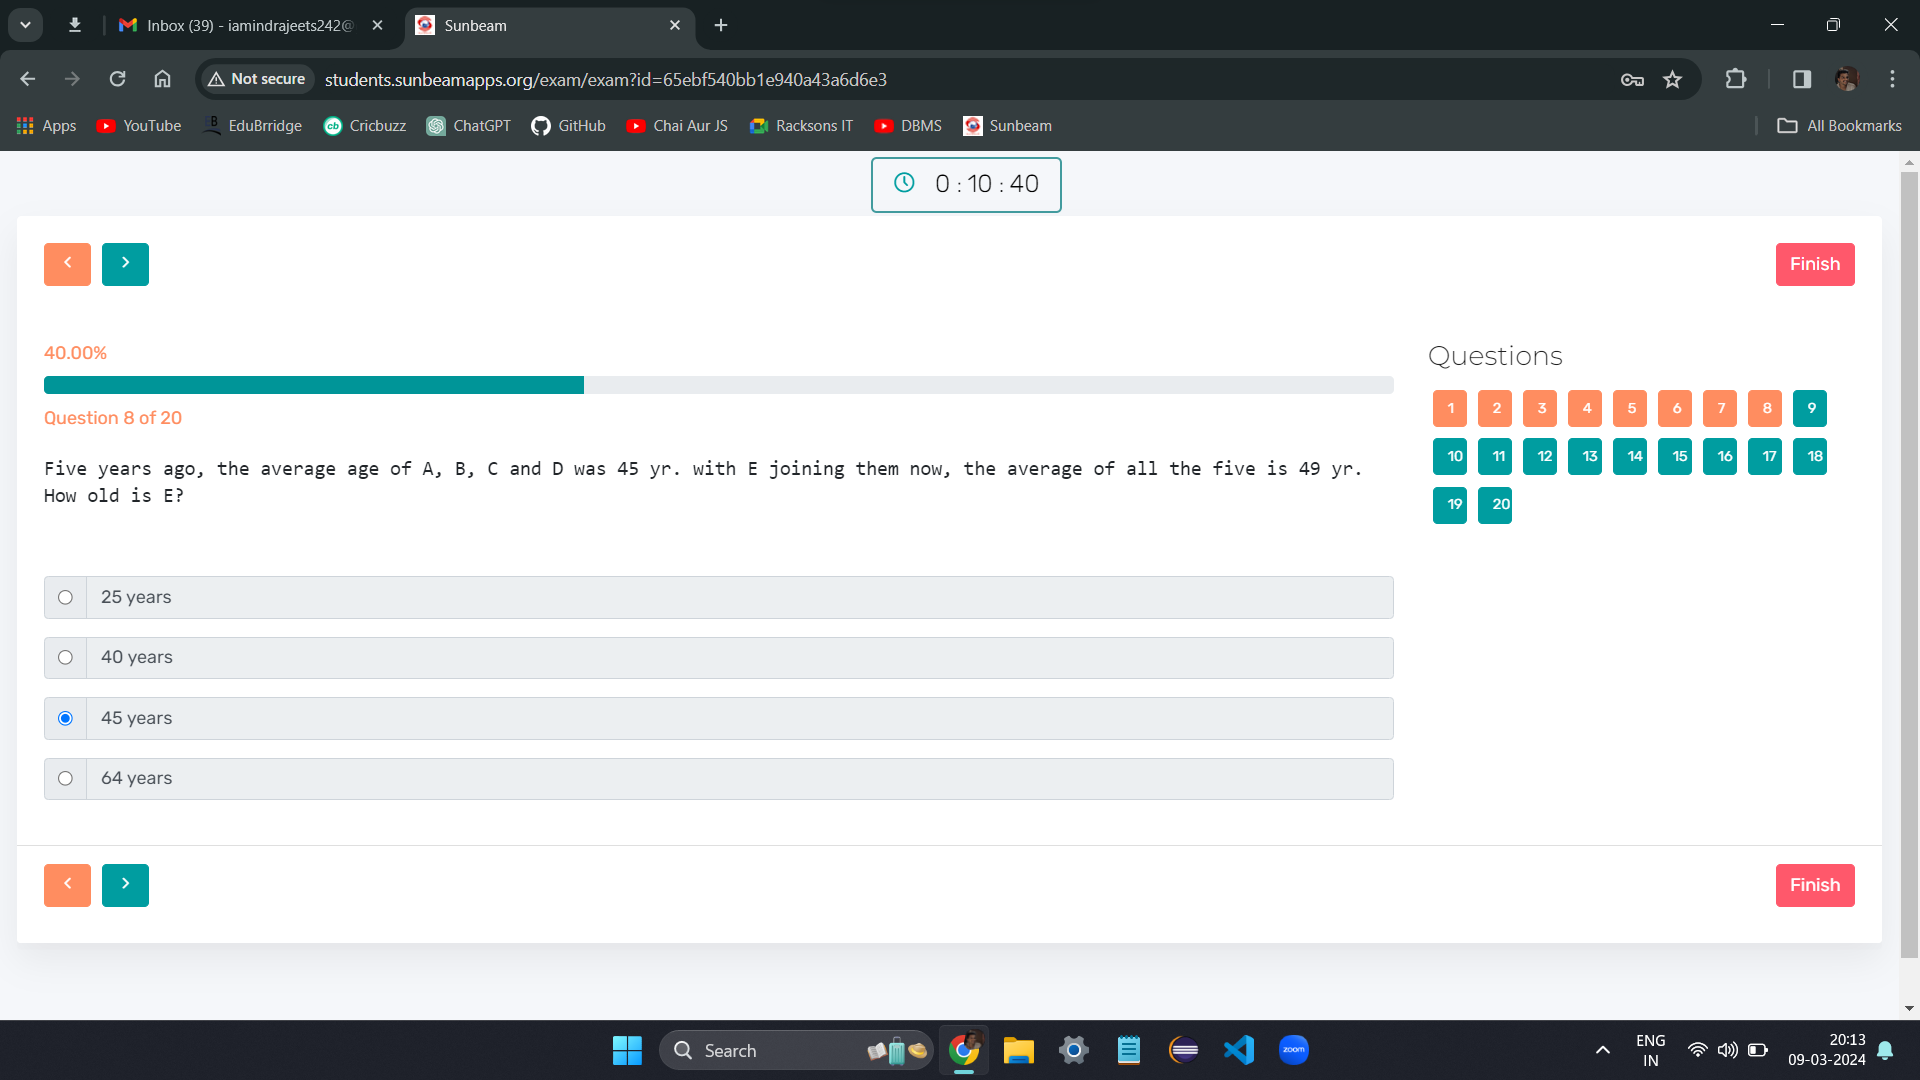 Inbox (39) - iamindrajeets242@
Sunbeam
Not secure
students.sunbeamapps.org/exam/exam?id=65ebf540bb1e940a43a6d6e3
Apps
YouTube
EduBrridge
Cricbuzz
ChatGPT
GitHub
Chai Aur JS
Racksons IT
DBMS
Sunbeam
All Bookmarks
0 : 10 : 40
Finish
40.00%
Question 8 of 20
Five years ago, the average age of A, B, C and D was 45 yr. with E joining them now, the average of all the five is 49 yr.
How old is E?
25 years
40 years
45 years
64 years
Questions
1 2 3 4 5 6 7 8 9
10 11 12 13 14 15 16 17 18
19 20
Finish
Search
zoom
ENG
IN
20:13
09-03-2024